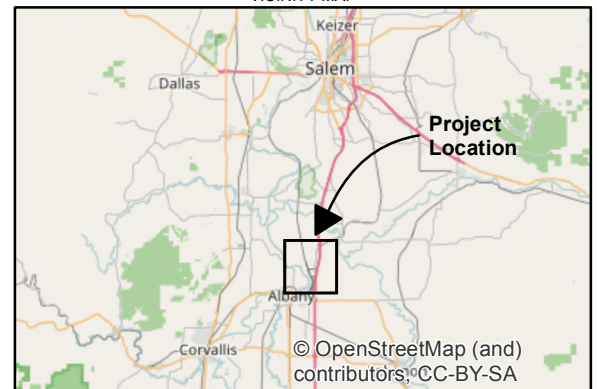 Keizer
Salem
Dallas
Project
Location
Albany
© OpenStreetMap (and)
Corvallis
contributors, CC-BY-SA